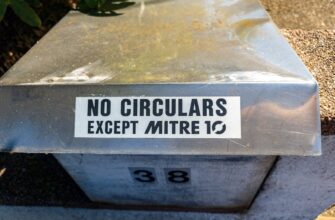 NO CIRCULARS
EXCEPT MITRE 10
38